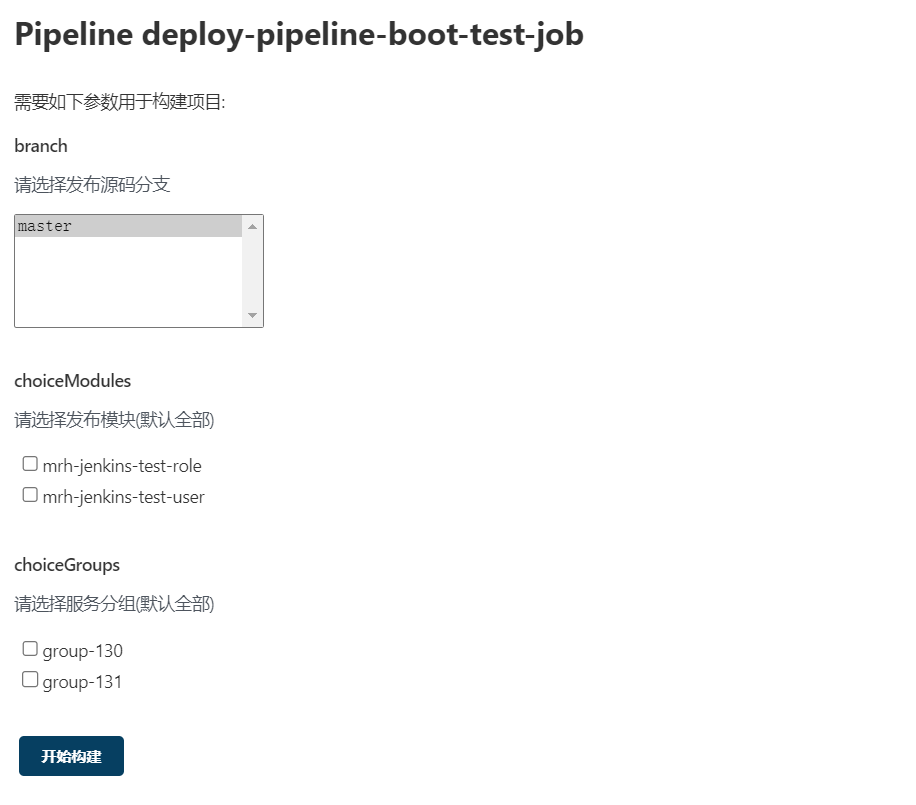 Pipeline deploy-pipeline-boot-test-job
需要如下参数用于构建项目:
branch
请选择发布源码分支
master
choiceModules
请选择发布模块(默认全部)
mrh-jenkins-test-role
mrh-jenkins-test-user
choiceGroups
请选择服务分组(默认全部)
group-130
group-131
开始构建